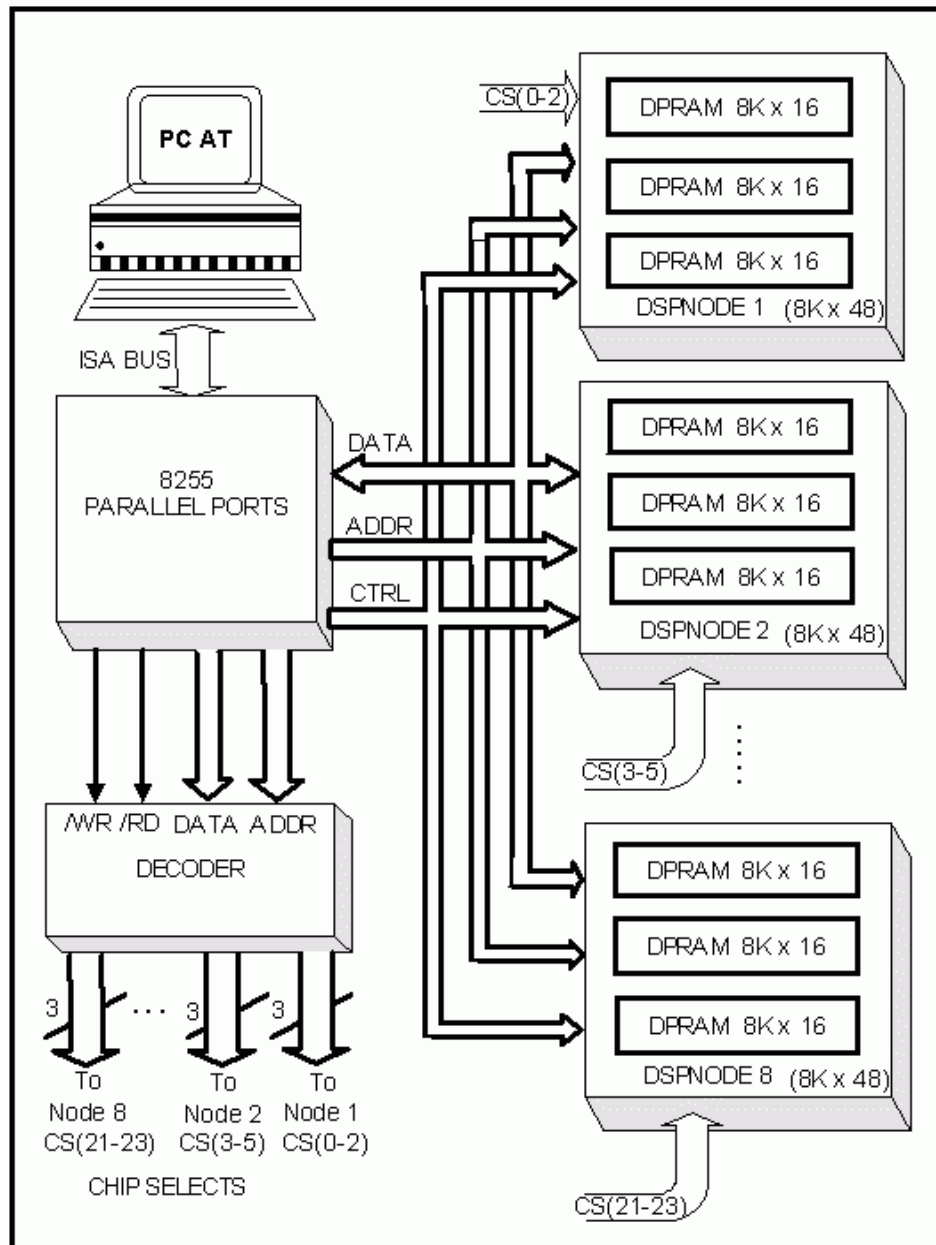 PC AT
ISA BUS
8255
PARALLEL PORTS
DATA
ADDR
CTRL
/WR /RD DATA ADDR
DECODER
3 ... 3 3
To
Node 8
CS(21-23)
To
Node 2
CS(3-5)
To
Node 1
CS(0-2)
CHIP SELECTS
CS(0-2)
DPRAM 8K x 16
DPRAM 8K x 16
DPRAM 8K x 16
DSPNODE 1 (8K x 48)
DPRAM 8K x 16
DPRAM 8K x 16
DPRAM 8K x 16
DSPNODE 2 (8K x 48)
CS(3-5)
DPRAM 8K x 16
DPRAM 8K x 16
DPRAM 8K x 16
DSPNODE 8 (8K x 48)
CS(21-23)